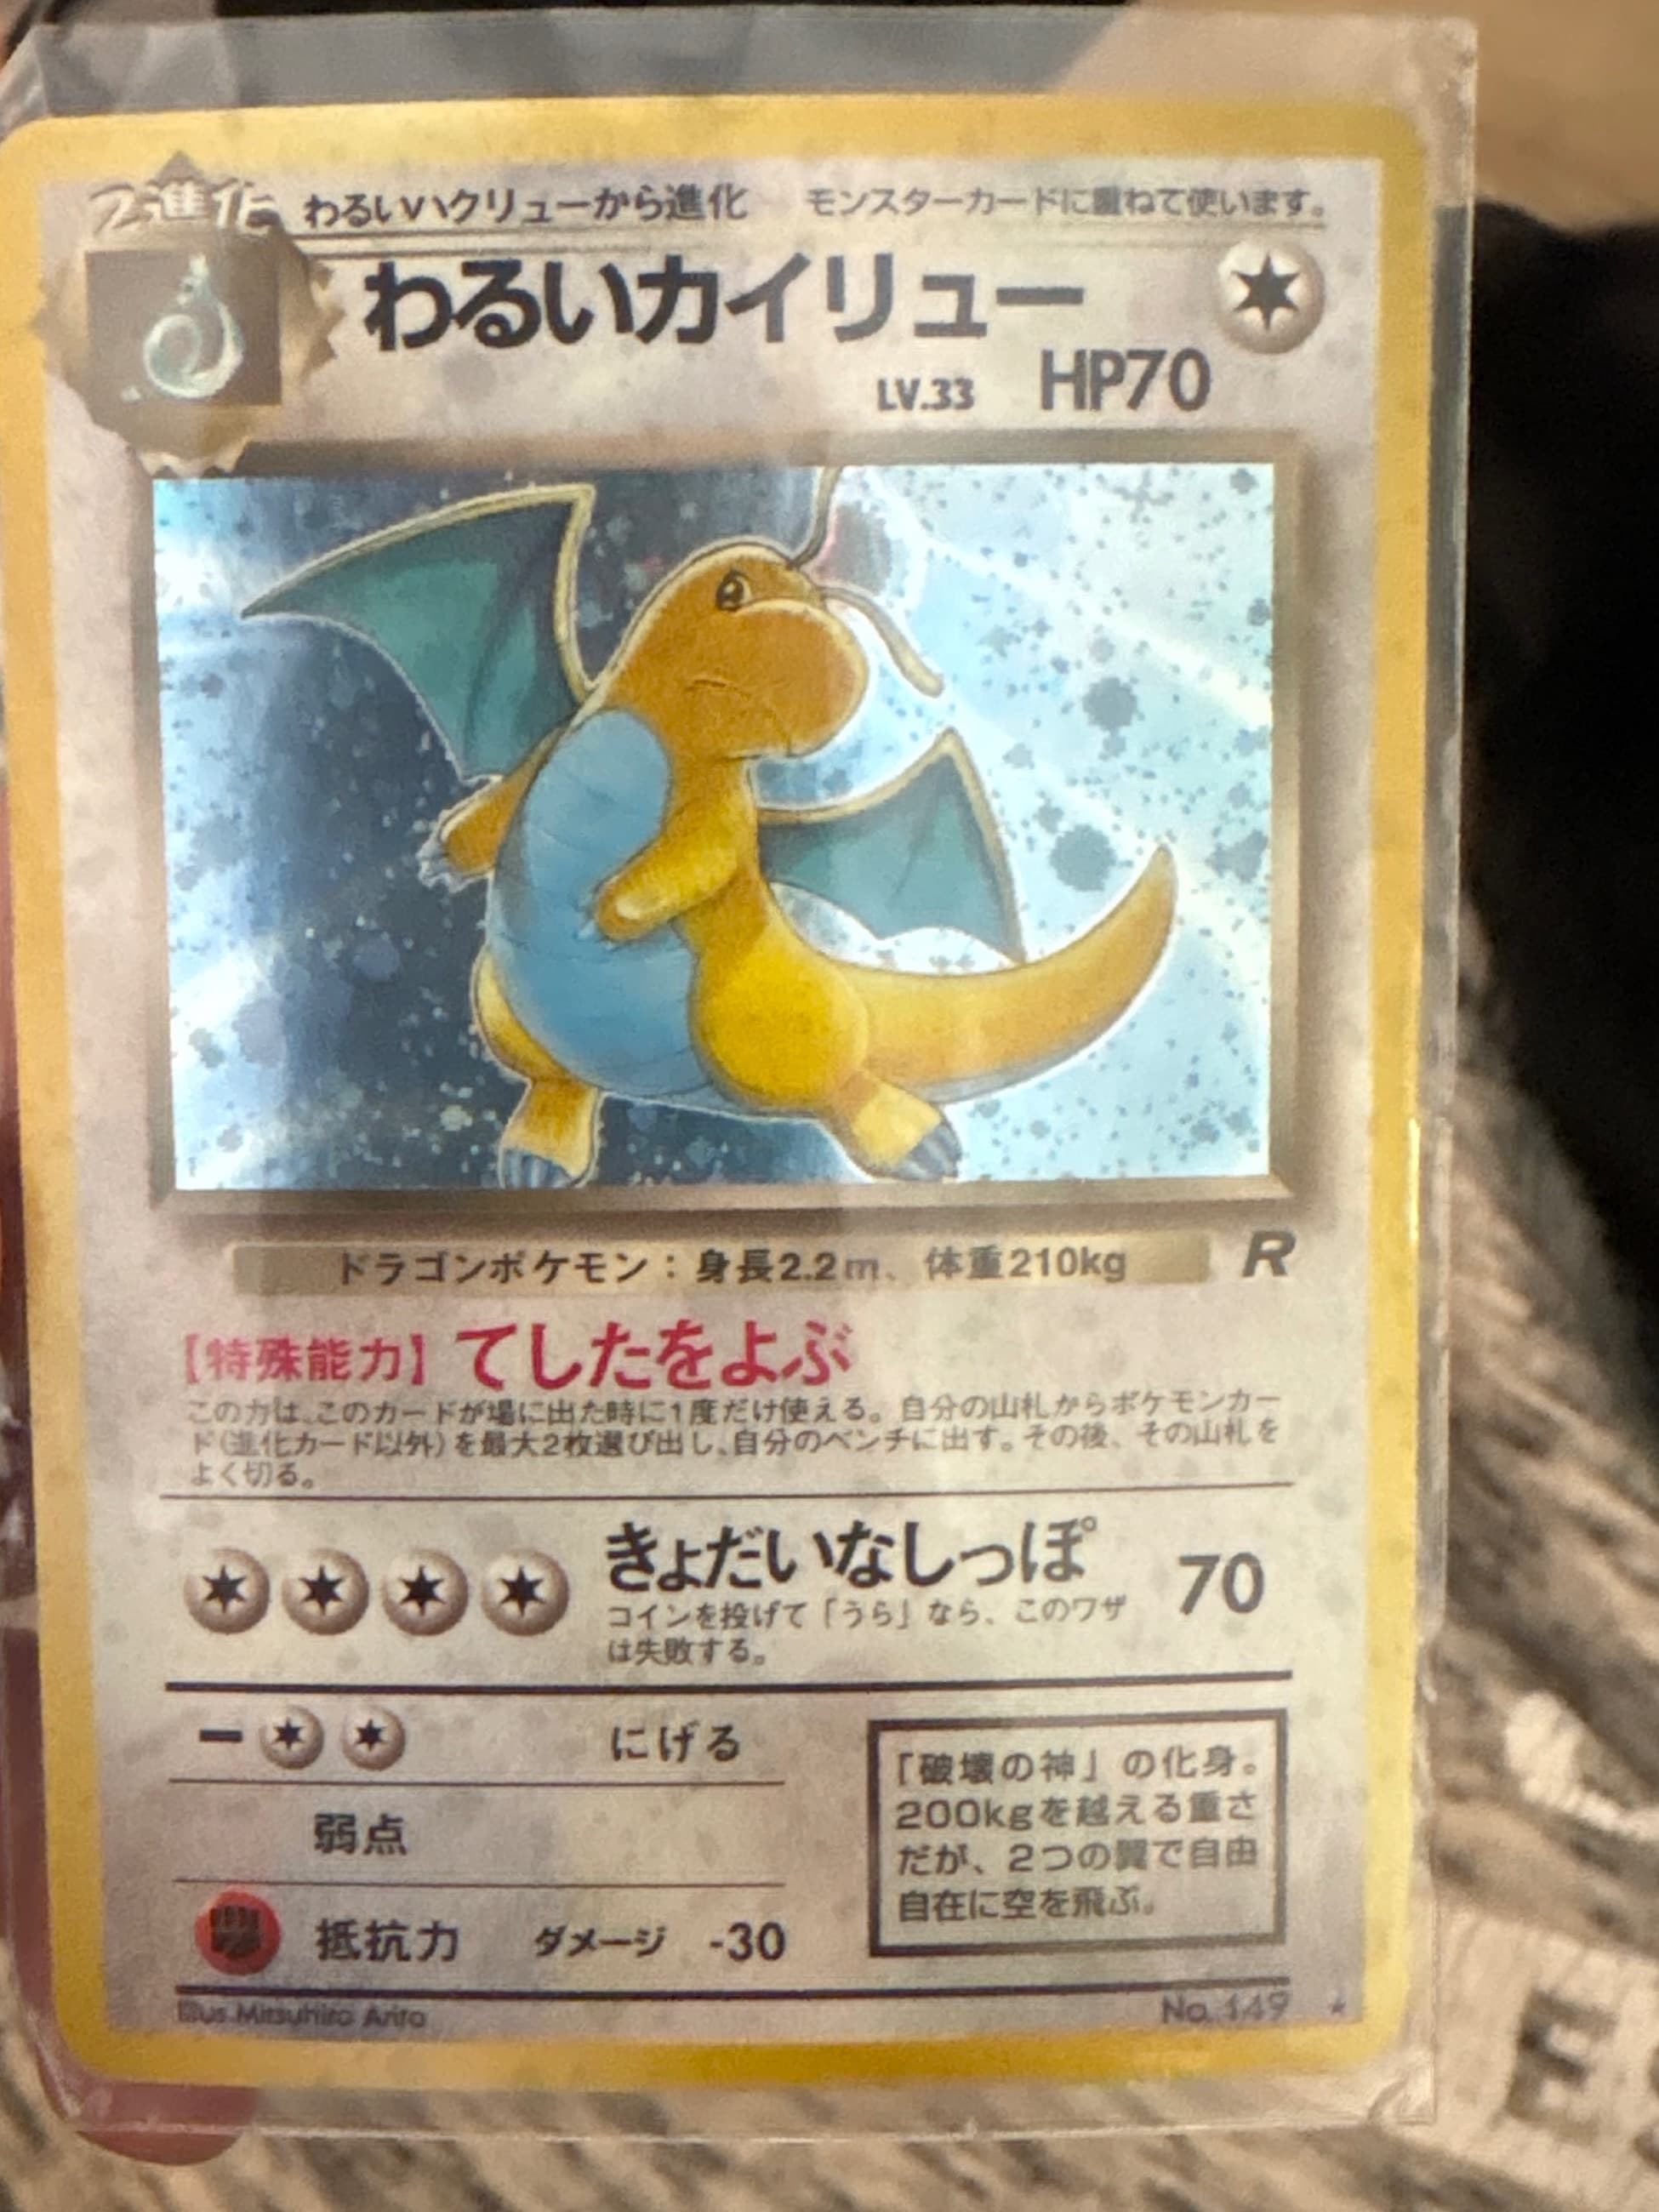 2進化 わるいハクリューから進化 モンスターカードに重ねて使います。
わるいカイリュー
LV.33 HP70
ドラゴンポケモン：身長2.2m、体重210kg R
【特殊能力】てしたをよぶ
この力は、このカードが場に出た時に1度だけ使える。自分の山札からポケモンカー
ド(進化カード以外)を最大2枚選び出し、自分のベンチに出す。その後、その山札を
よく切る。
きょだいなしっぽ 70
コインを投げて「うら」なら、このワザ
は失敗する。
にげる
弱点
抵抗力 ダメージ -30
「破壊の神」の化身。
200kgを越える重さ
だが、2つの翼で自由
自在に空を飛ぶ。
Illus. Mitsuhiro Arita No. 149 ★